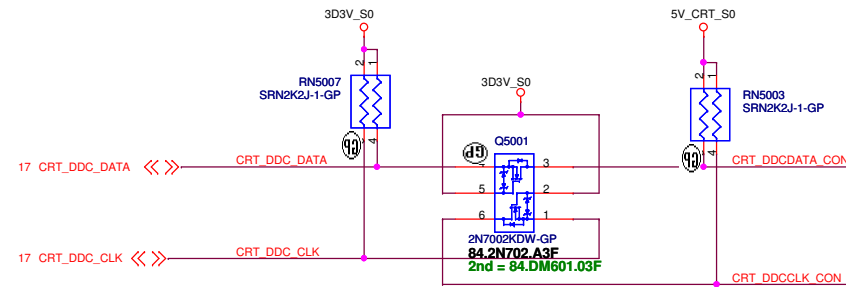 3D3V_S0
5V_CRT_S0
2 1
RN5007
SRN2K2J-1-GP
4
GP
3D3V_S0
2 1
RN5003
SRN2K2J-1-GP
4
GP
Q5001
GP
17 CRT_DDC_DATA
CRT_DDC_DATA
3
CRT_DDCDATA_CON
5
2
6
1
2N7002KDW-GP
84.2N702.A3F
2nd = 84.DM601.03F
17 CRT_DDC_CLK
CRT_DDC_CLK
CRT_DDCCLK_CON